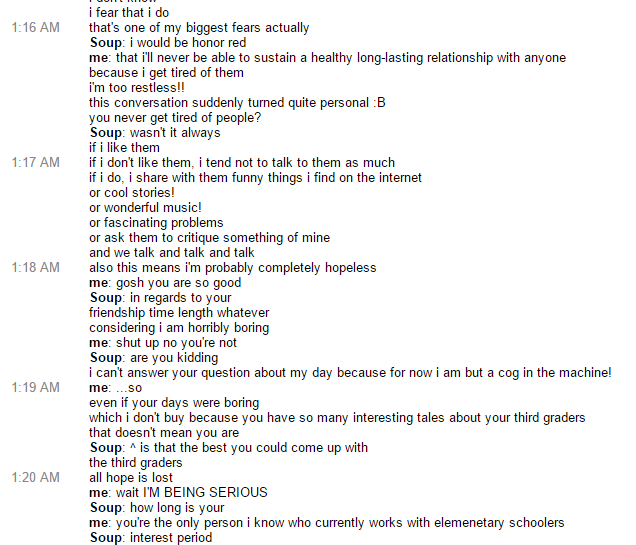 i fear that i do
1:16 AM that's one of my biggest fears actually
Soup: i would be honor red
me: that i'll never be able to sustain a healthy long-lasting relationship with anyone
because i get tired of them
i'm too restless!!
this conversation suddenly turned quite personal :B
you never get tired of people?
Soup: wasn't it always
if i like them
1:17 AM if i don't like them, i tend not to talk to them as much
if i do, i share with them funny things i find on the internet
or cool stories!
or wonderful music!
or fascinating problems
or ask them to critique something of mine
and we talk and talk and talk
1:18 AM also this means i'm probably completely hopeless
me: gosh you are so good
Soup: in regards to your
friendship time length whatever
considering i am horribly boring
me: shut up no you're not
Soup: are you kidding
i can't answer your question about my day because for now i am but a cog in the machine!
1:19 AM me: ...so
even if your days were boring
which i don't buy because you have so many interesting tales about your third graders
that doesn't mean you are
Soup: ^ is that the best you could come up with
the third graders
1:20 AM all hope is lost
me: wait I'M BEING SERIOUS
Soup: how long is your
me: you're the only person i know who currently works with elemenetary schoolers
Soup: interest period